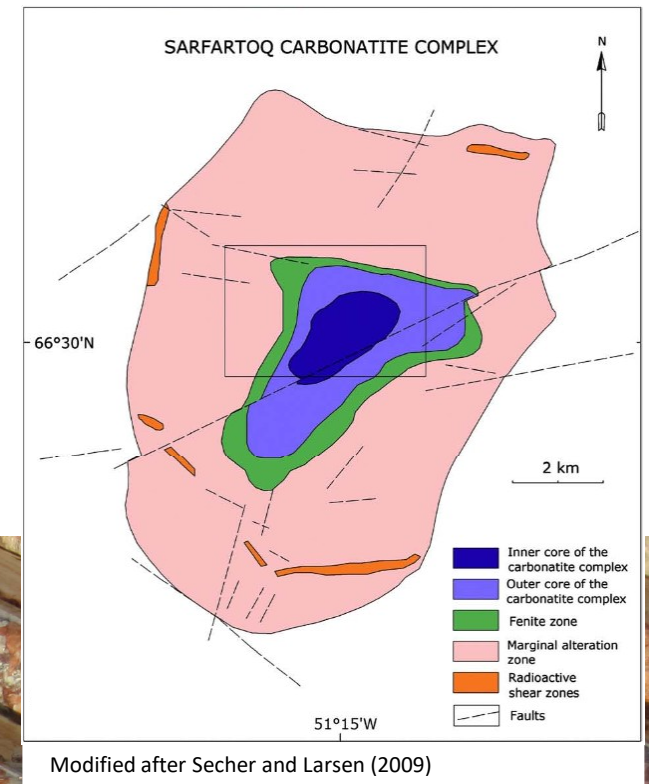 SARFARTOQ CARBONATITE COMPLEX
N
66°30'N
2 km
Inner core of the
carbonatite complex
Outer core of the
carbonatite complex
Fenite zone
Marginal alteration
zone
Radioactive
shear zones
Faults
51°15'W
Modified after Secher and Larsen (2009)